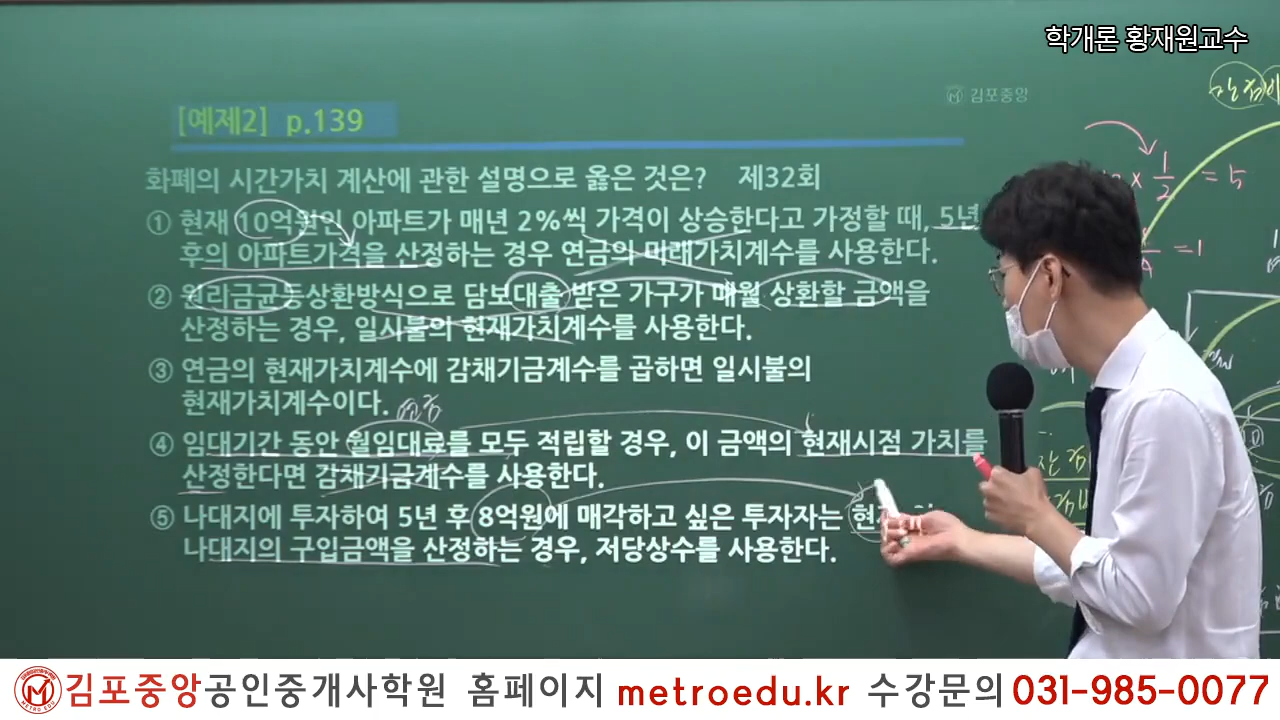 학개론 황재원교수
김포중앙
[예제2] p.139
화폐의 시간가치 계산에 관한 설명으로 옳은 것은? 제32회
① 현재 10억원인 아파트가 매년 2%씩 가격이 상승한다고 가정할 때, 5년
후의 아파트가격을 산정하는 경우 연금의 미래가치계수를 사용한다.
② 원리금균등상환방식으로 담보대출 받은 가구가 매월 상환할 금액을
산정하는 경우, 일시불의 현재가치계수를 사용한다.
③ 연금의 현재가치계수에 감채기금계수를 곱하면 일시불의
현재가치계수이다.
연금
④ 임대기간 동안 월임대료를 모두 적립할 경우, 이 금액의 현재시점 가치를
산정한다면 감채기금계수를 사용한다.
⑤ 나대지에 투자하여 5년 후 8억원에 매각하고 싶은 투자자는
나대지의 구입금액을 산정하는 경우, 저당상수를 사용한다.
× 1/2 = 5
= 1
김포중앙공인중개사학원 홈페이지 metroedu.kr 수강문의 031-985-0077